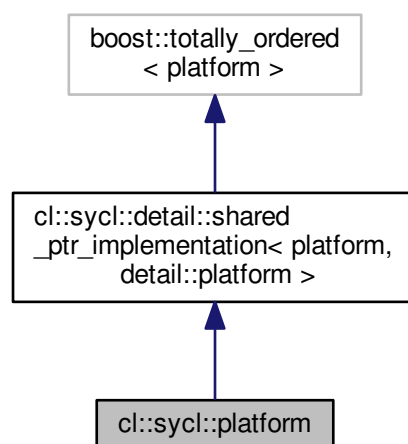 boost::totally_ordered
< platform >
cl::sycl::detail::shared
_ptr_implementation< platform,
detail::platform >
cl::sycl::platform